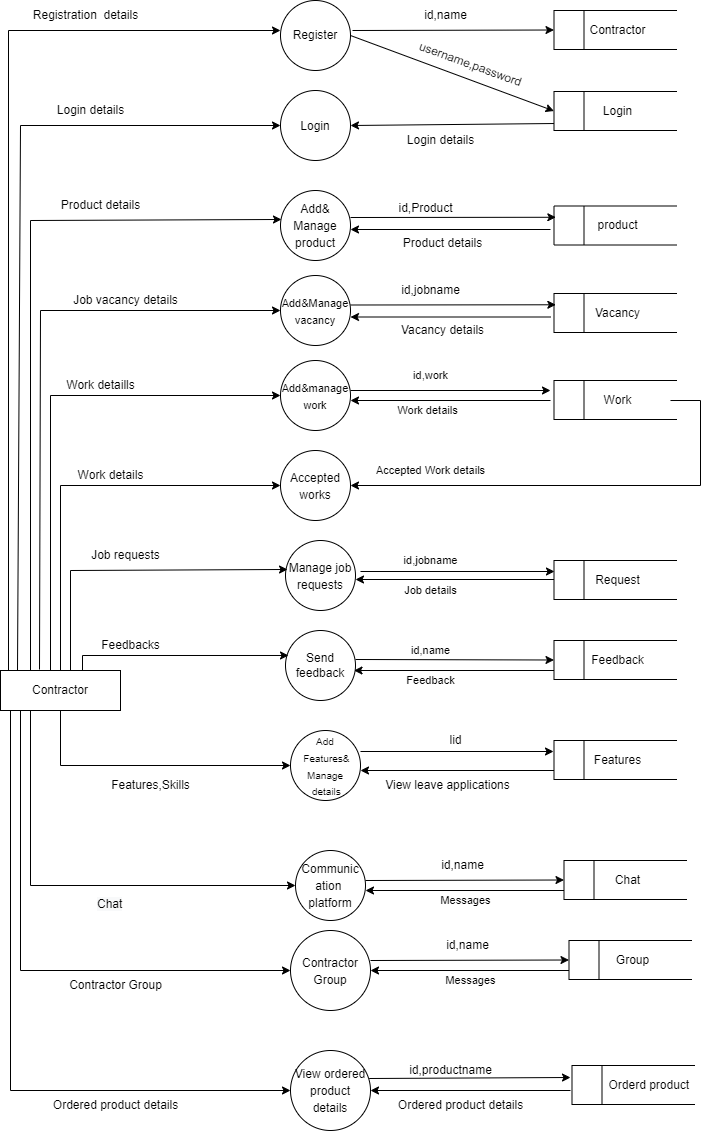 Registration details
id,name
Register
Contractor
username,password
Login details
Login
Login
Login details
Product details
Add&
Manage
product
id,Product
product
Product details
Job vacancy details
Add&Manage
vacancy
id,jobname
Vacancy
Vacancy details
Work detaills
Add&manage
work
id,work
Work
Work details
Work details
Accepted
works
Accepted Work details
Job requests
Manage job
requests
id,jobname
Request
Job details
Feedbacks
Send
feedback
id,name
Feedback
Feedback
Contractor
Features,Skills
Add
Features&
Manage
details
lid
Features
View leave applications
Chat
Communic
ation
platform
id,name
Chat
Messages
Contractor Group
Contractor
Group
id,name
Group
Messages
Ordered product details
View ordered
product
details
id,productname
Orderd product
Ordered product details